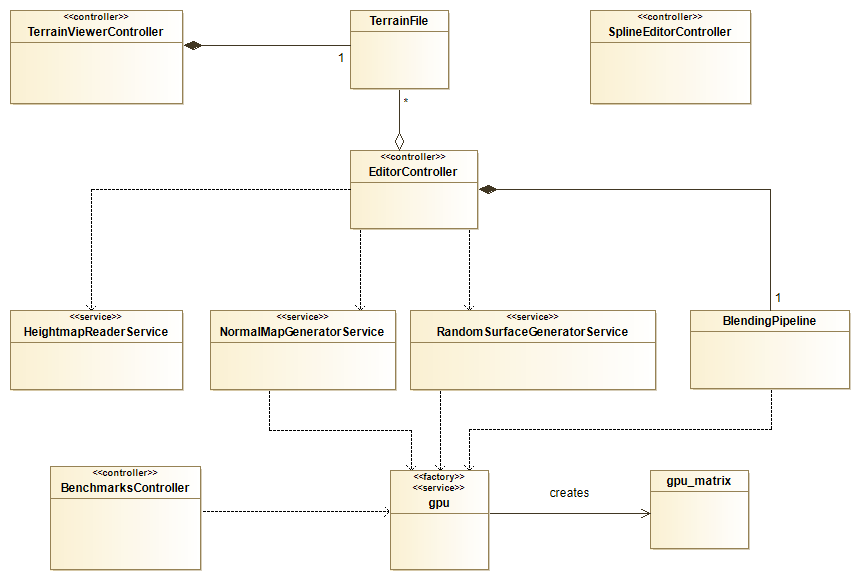 <<controller>>
TerrainViewerController
TerrainFile
<<controller>>
SplineEditorController
1
*
<<controller>>
EditorController
1
<<service>>
HeightmapReaderService
<<service>>
NormalMapGeneratorService
<<service>>
RandomSurfaceGeneratorService
BlendingPipeline
<<controller>>
BenchmarksController
<<factory>>
<<service>>
gpu
creates
gpu_matrix